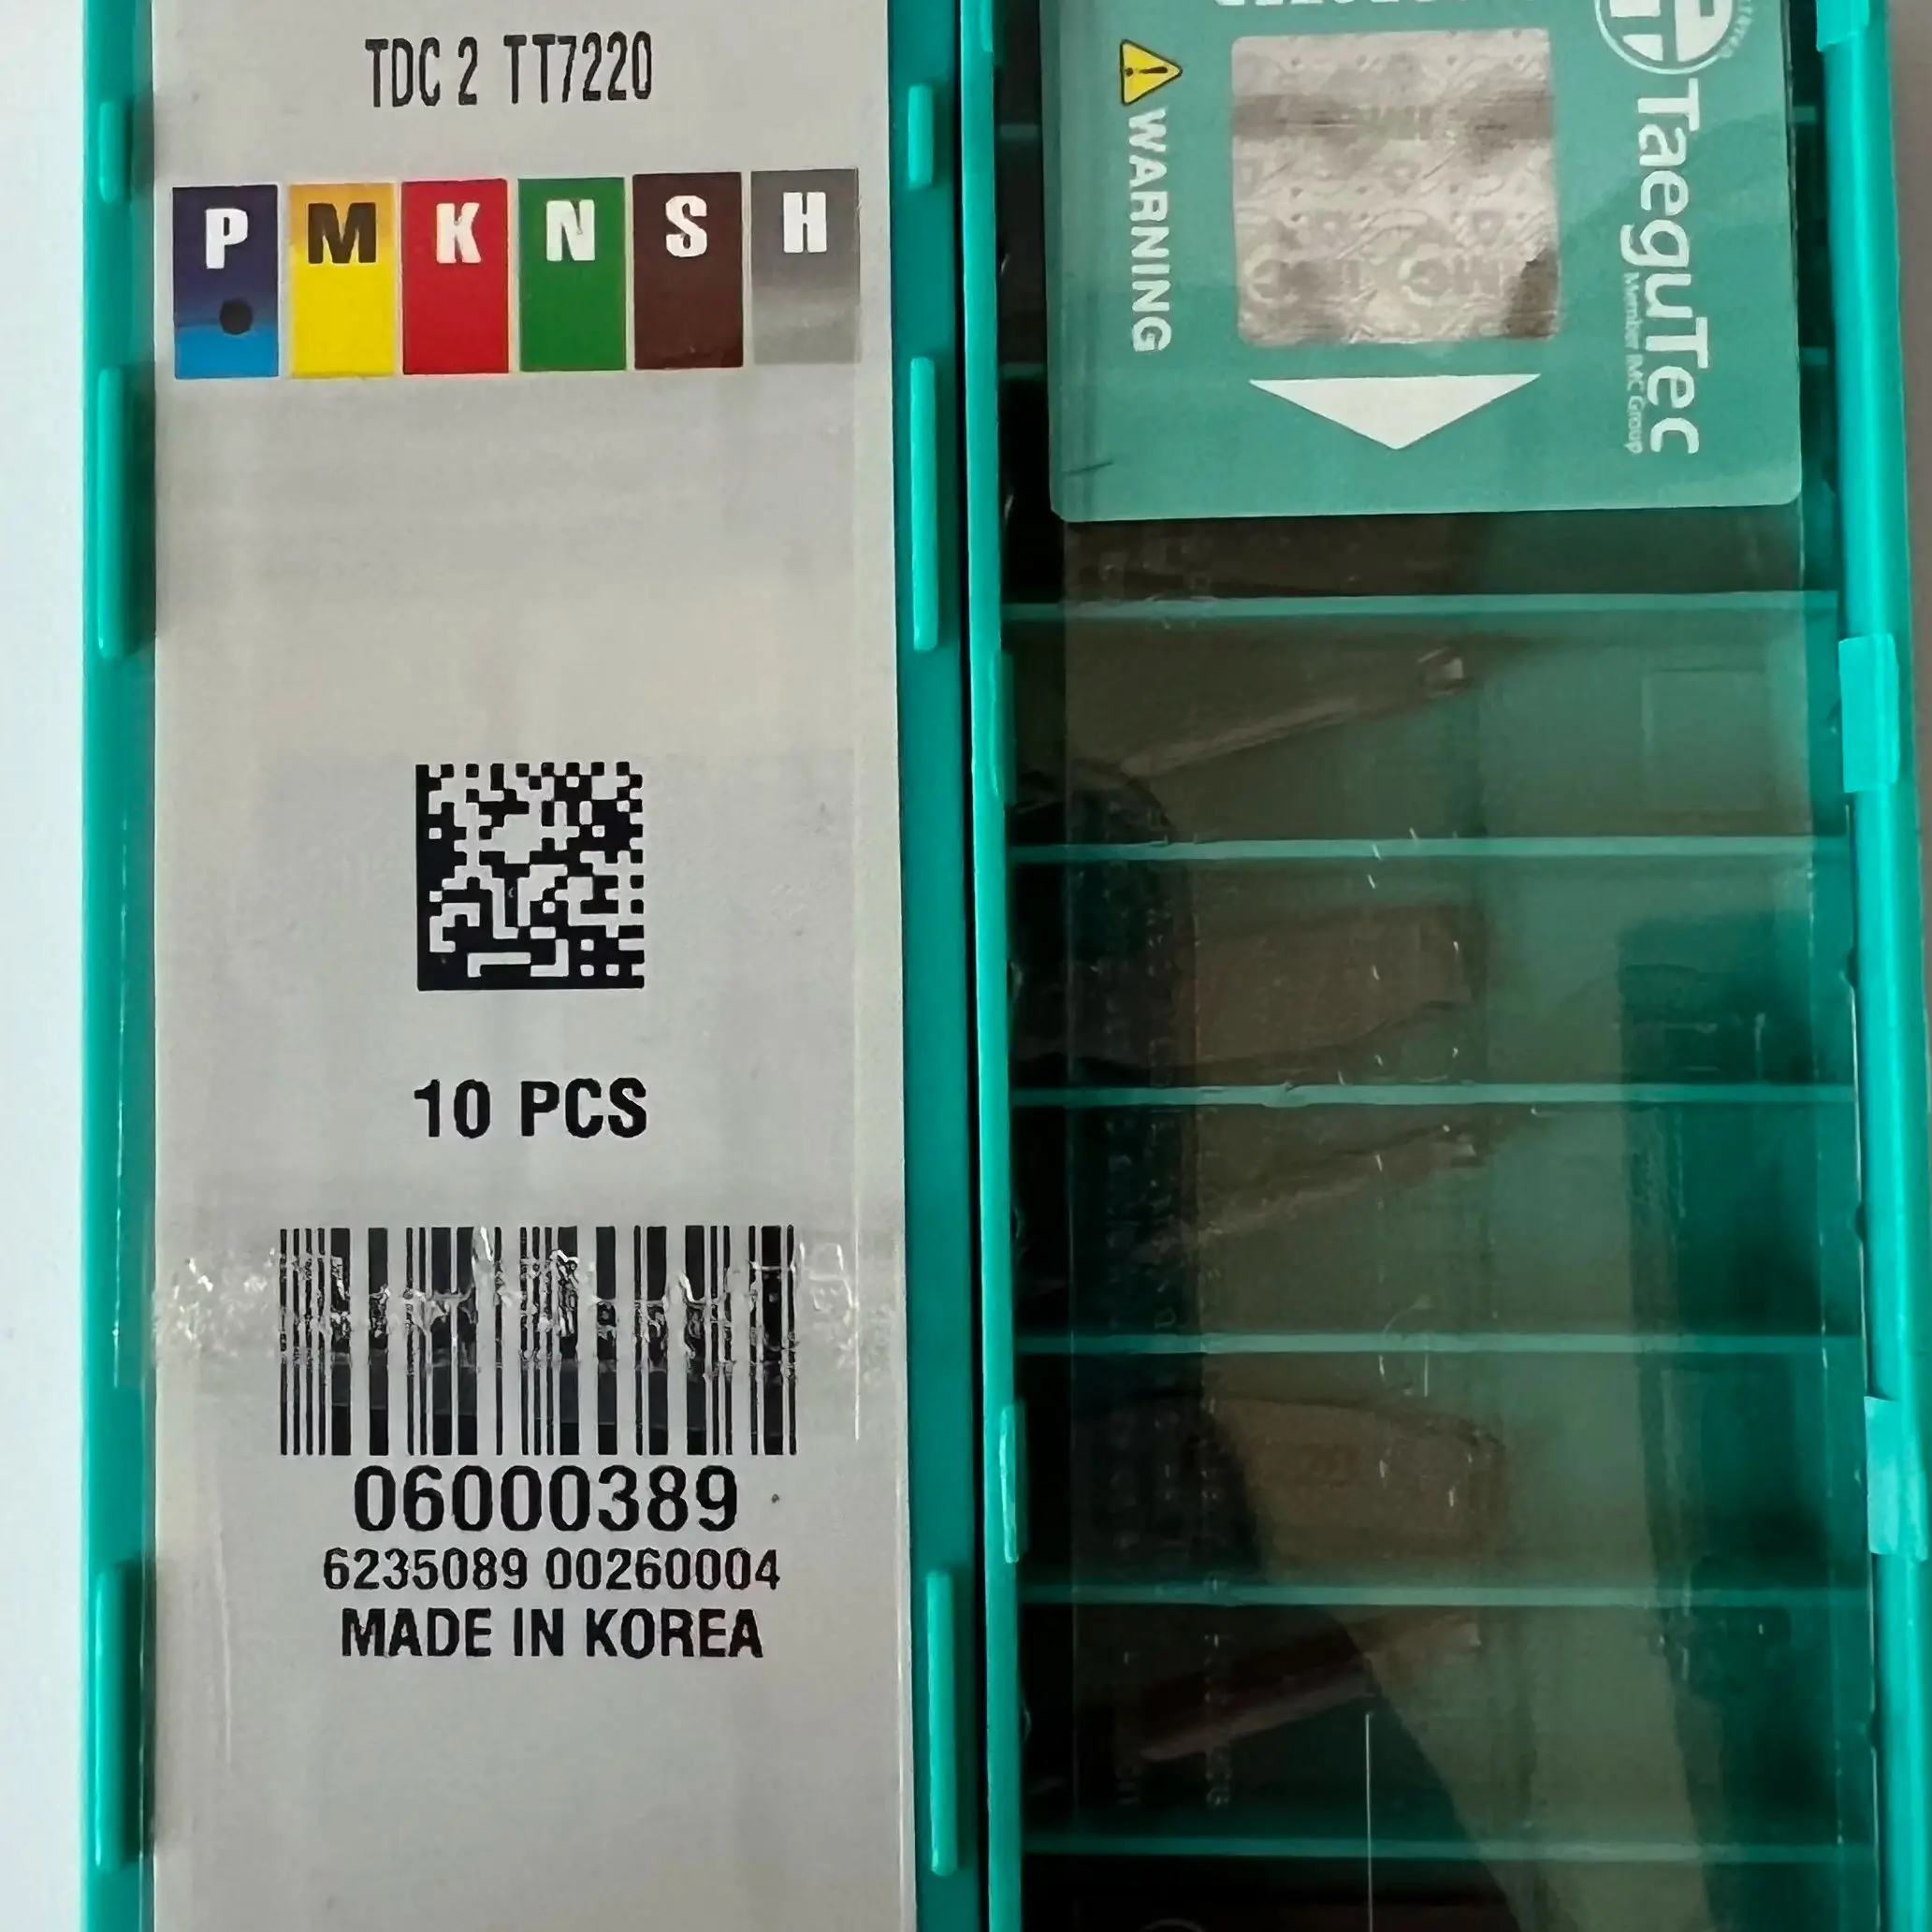 TDC 2 TT7220
P M K N S H
10 PCS
06000389
6235089 00260004
MADE IN KOREA
WARNING
TaeguTec
Member IMC Group